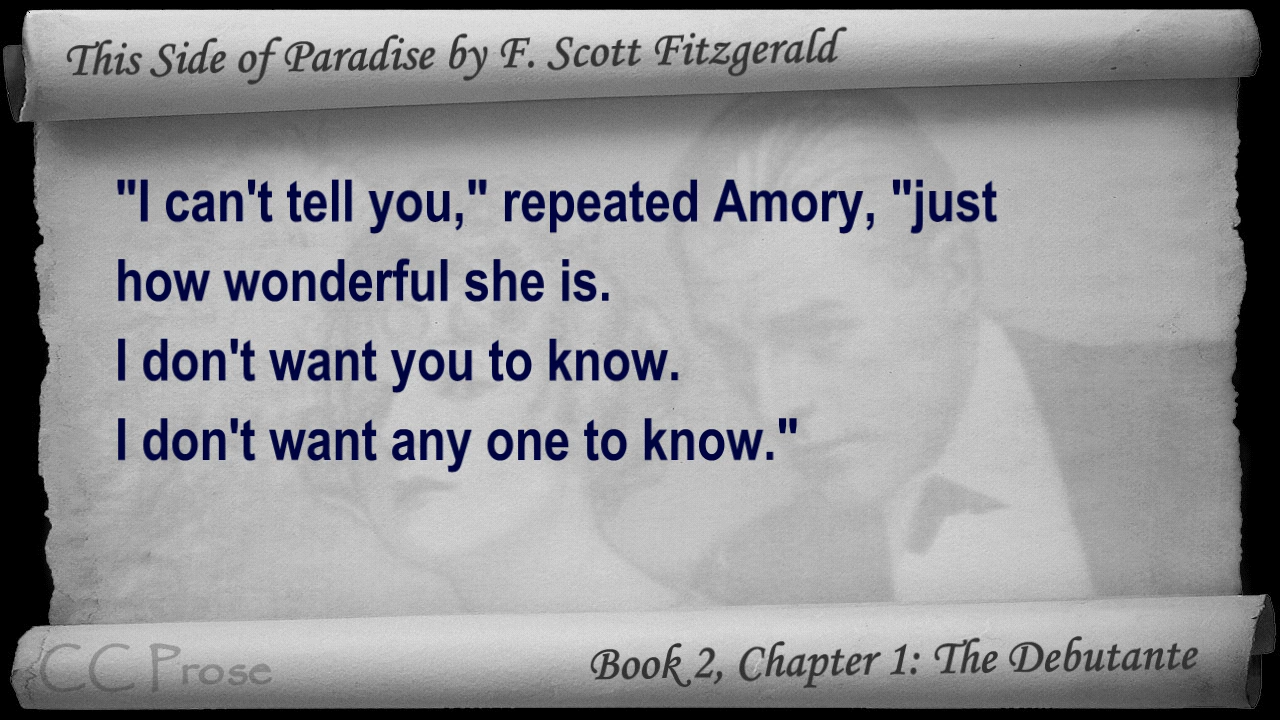 This Side of Paradise by F. Scott Fitzgerald
"I can't tell you," repeated Amory, "just
how wonderful she is.
I don't want you to know.
I don't want any one to know."
CC Prose
Book 2, Chapter 1: The Debutante